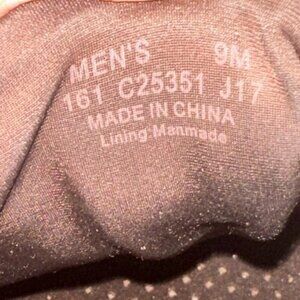 MEN'S 9M
161 C25351 J17
MADE IN CHINA
Lining:Manmade